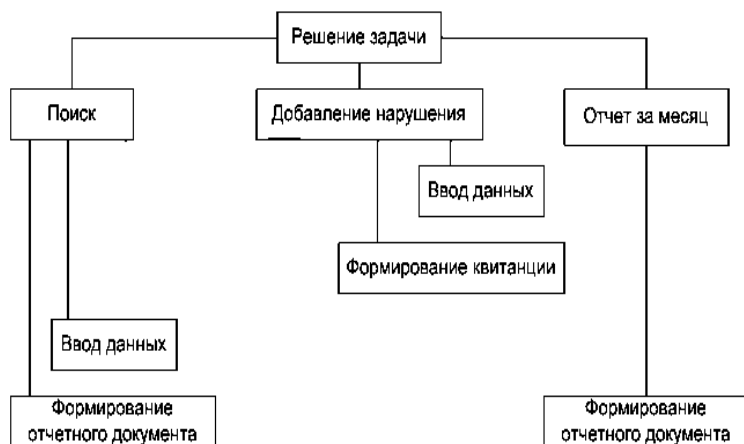 Решение задачи
Поиск
Добавление нарушения
Отчет за месяц
Ввод данных
Формирование квитанции
Ввод данных
Формирование
отчетного документа
Формирование
отчетного документа